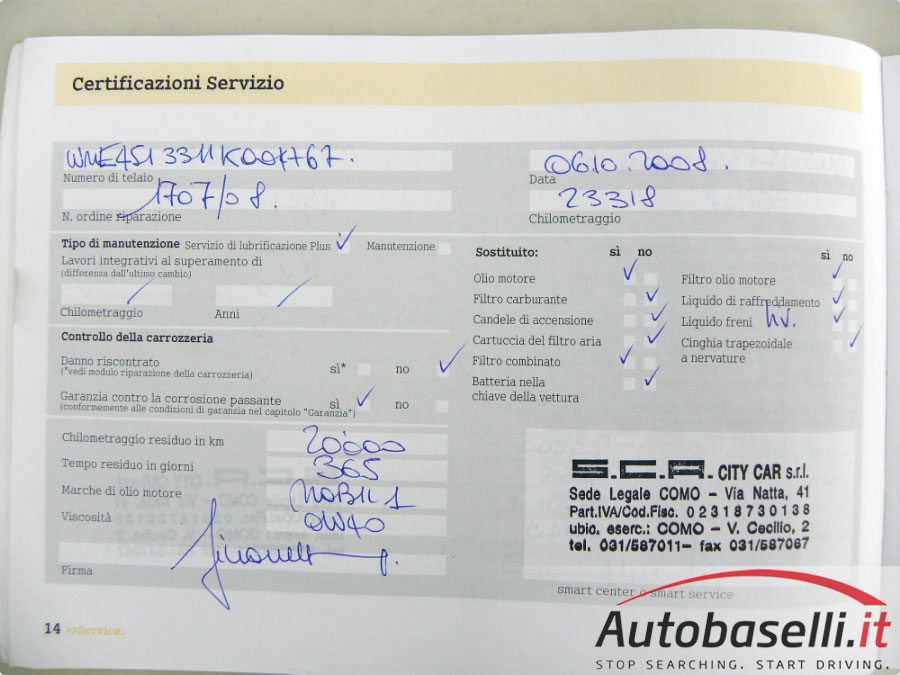 Certificazioni Servizio
WME4513311K001767.
Numero di telaio
1707/08.
N. ordine riparazione
06.10.2008.
Data
23318
Chilometraggio
Tipo di manutenzione Servizio di lubrificazione Plus Manutenzione
Lavori integrativi al superamento di
(differenza dall'ultimo cambio)
Chilometraggio Anni
Controllo della carrozzeria
Danno riscontrato sì* no
(*vedi modulo riparazione della carrozzeria)
Garanzia contro la corrosione passante sì no
(conformemente alle condizioni di garanzia nel capitolo "Garanzia")
Sostituito: sì no
Olio motore
Filtro carburante
Candele di accensione
Cartuccia del filtro aria
Filtro combinato
Batteria nella
chiave della vettura
sì no
Filtro olio motore
Liquido di raffreddamento
Liquido freni
Cinghia trapezoidale
a nervature
Chilometraggio residuo in km 20000
Tempo residuo in giorni 365
Marche di olio motore MOBIL 1
Viscosità 0W40
Firma
S.C.A. CITY CAR s.r.l.
Sede Legale COMO - Via Natta, 41
Part.IVA/Cod.Fisc. 02318730138
ubic. eserc.: COMO - V. Cecilio, 2
tel. 031/587011- fax 031/587067
smart center o smart service
14 >>Service.
Autobaselli.it
STOP SEARCHING. START DRIVING.